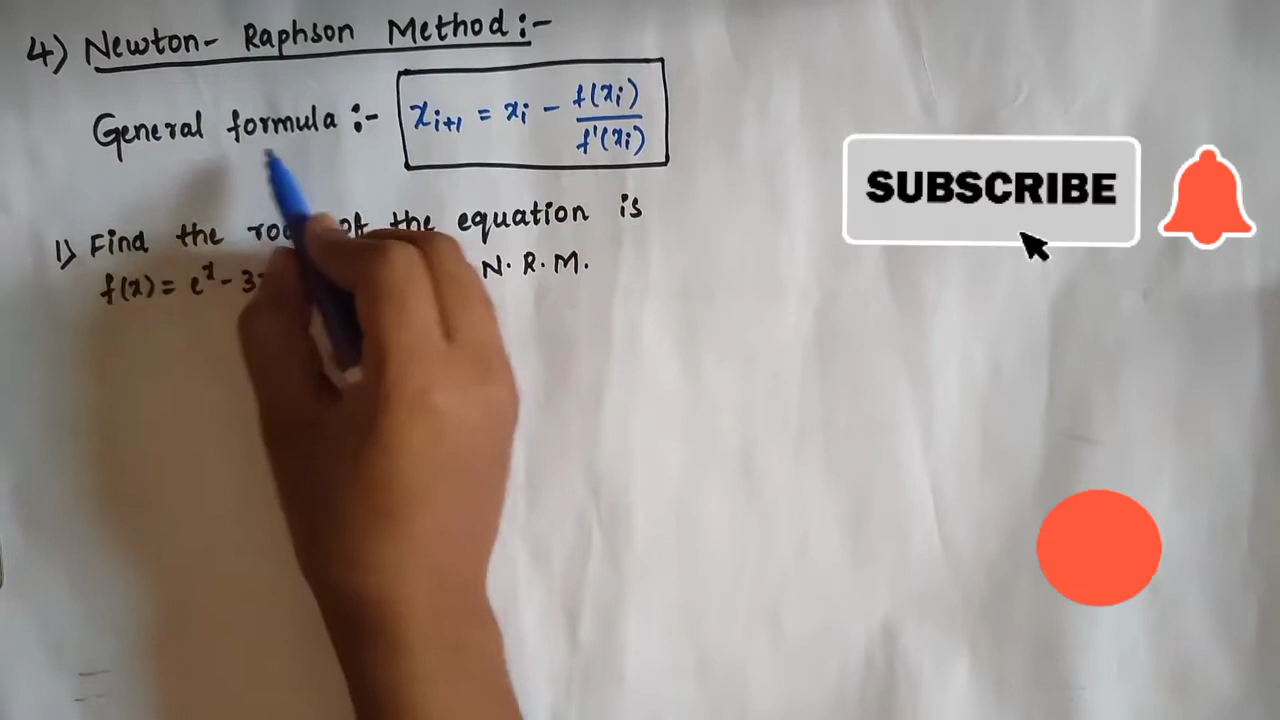 4) Newton- Raphson Method:-
General formula :- x_{i+1} = x_i - f(x_i)/f'(x_i)
SUBSCRIBE
1) Find the of the equation is
f(x) = e^x - 3 N.R.M.